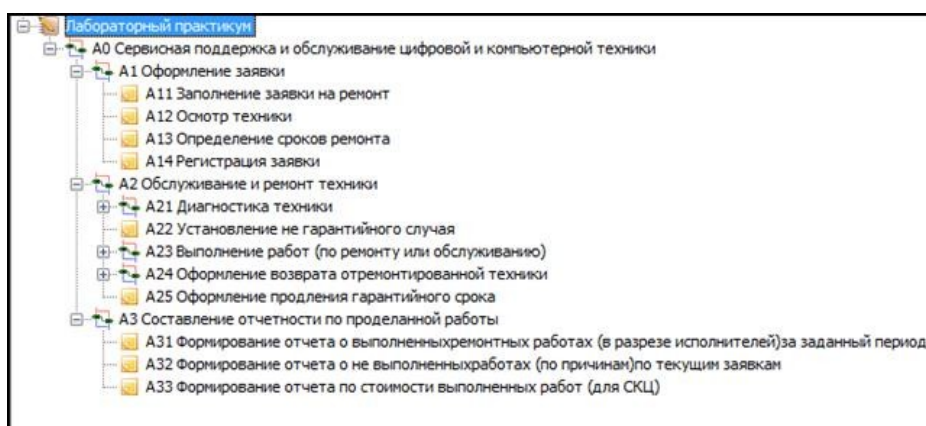 Лабораторный практикум
А0 Сервисная поддержка и обслуживание цифровой и компьютерной техники
А1 Оформление заявки
А11 Заполнение заявки на ремонт
А12 Осмотр техники
А13 Определение сроков ремонта
А14 Регистрация заявки
А2 Обслуживание и ремонт техники
А21 Диагностика техники
А22 Установление не гарантийного случая
А23 Выполнение работ (по ремонту или обслуживанию)
А24 Оформление возврата отремонтированной техники
А25 Оформление продления гарантийного срока
А3 Составление отчетности по проделанной работы
А31 Формирование отчета о выполненныхремонтных работах (в разрезе исполнителей)за заданный период
А32 Формирование отчета о не выполненныхработах (по причинам)по текущим заявкам
А33 Формирование отчета по стоимости выполненных работ (для СКЦ)